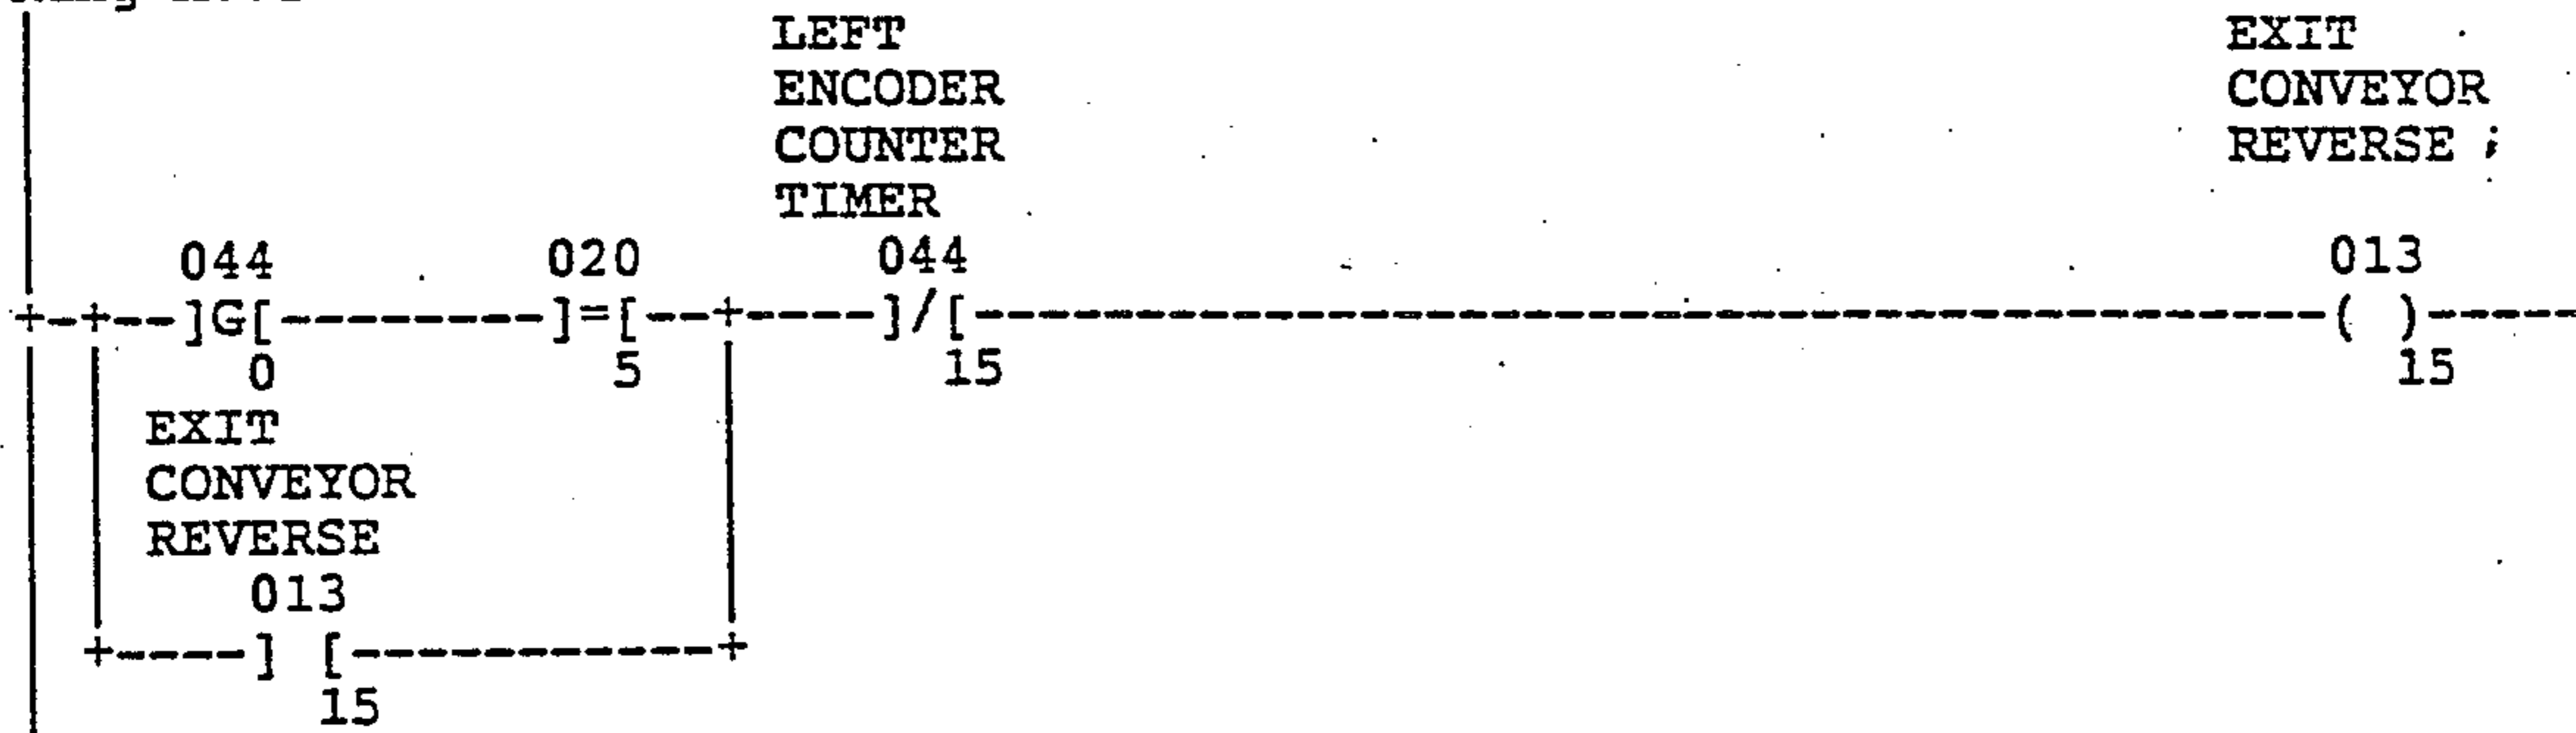 LEFT EXIT
ENCODER CONVEYOR
COUNTER REVERSE ;
TIMER
044 020 044 013
+-+---]G[---------]=[--+-----]/[------------------------------------------( )-----
0 5 15 15
EXIT
CONVEYOR
REVERSE
013
+----] [------------+
15